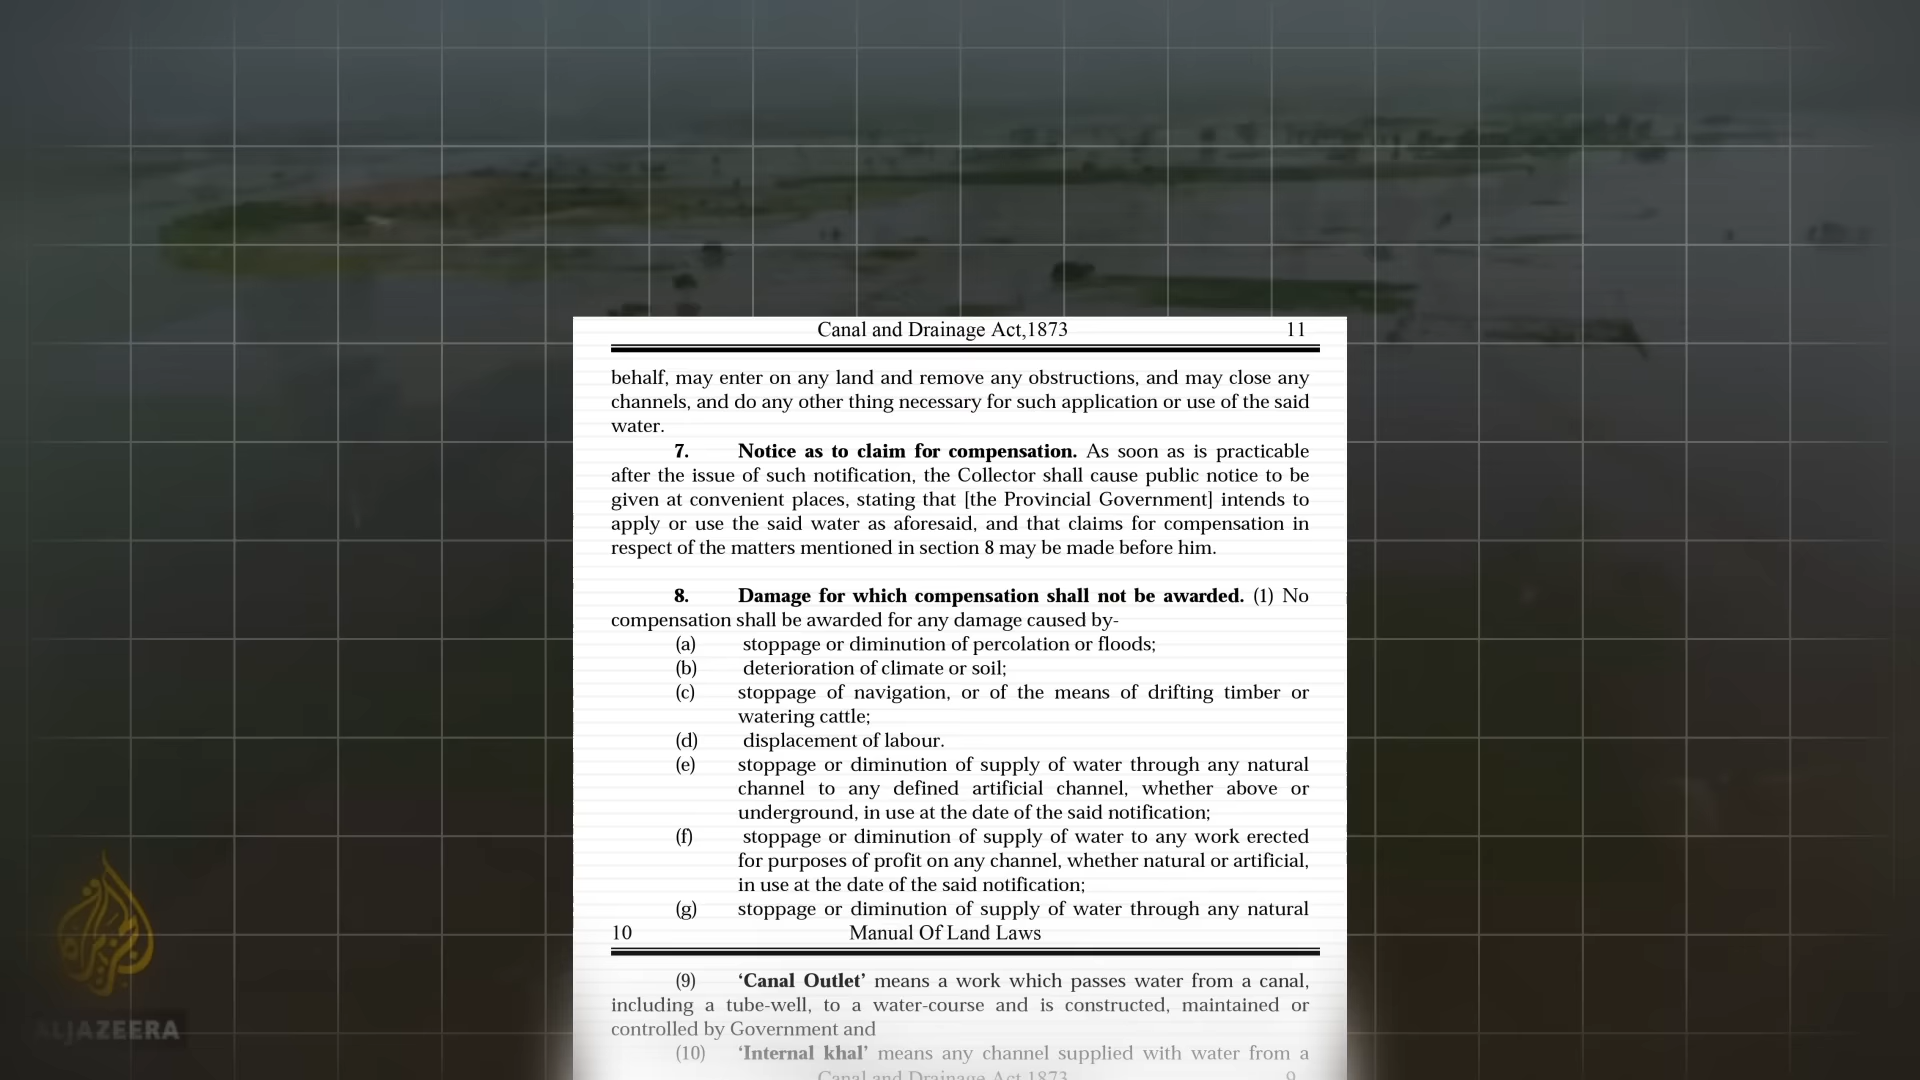 Canal and Drainage Act,1873 11
behalf, may enter on any land and remove any obstructions, and may close any
channels, and do any other thing necessary for such application or use of the said
water.
7. Notice as to claim for compensation. As soon as is practicable
after the issue of such notification, the Collector shall cause public notice to be
given at convenient places, stating that [the Provincial Government] intends to
apply or use the said water as aforesaid, and that claims for compensation in
respect of the matters mentioned in section 8 may be made before him.
8. Damage for which compensation shall not be awarded. (1) No
compensation shall be awarded for any damage caused by-
(a) stoppage or diminution of percolation or floods;
(b) deterioration of climate or soil;
(c) stoppage of navigation, or of the means of drifting timber or
watering cattle;
(d) displacement of labour.
(e) stoppage or diminution of supply of water through any natural
channel to any defined artificial channel, whether above or
underground, in use at the date of the said notification;
(f) stoppage or diminution of supply of water to any work erected
for purposes of profit on any channel, whether natural or artificial,
in use at the date of the said notification;
(g) stoppage or diminution of supply of water through any natural
10 Manual Of Land Laws
(9) ‘Canal Outlet’ means a work which passes water from a canal,
including a tube-well, to a water-course and is constructed, maintained or
controlled by Government and
(10) ‘Internal khal’ means any channel supplied with water from a
Canal and Drainage Act,1873 9
ALJAZEERA